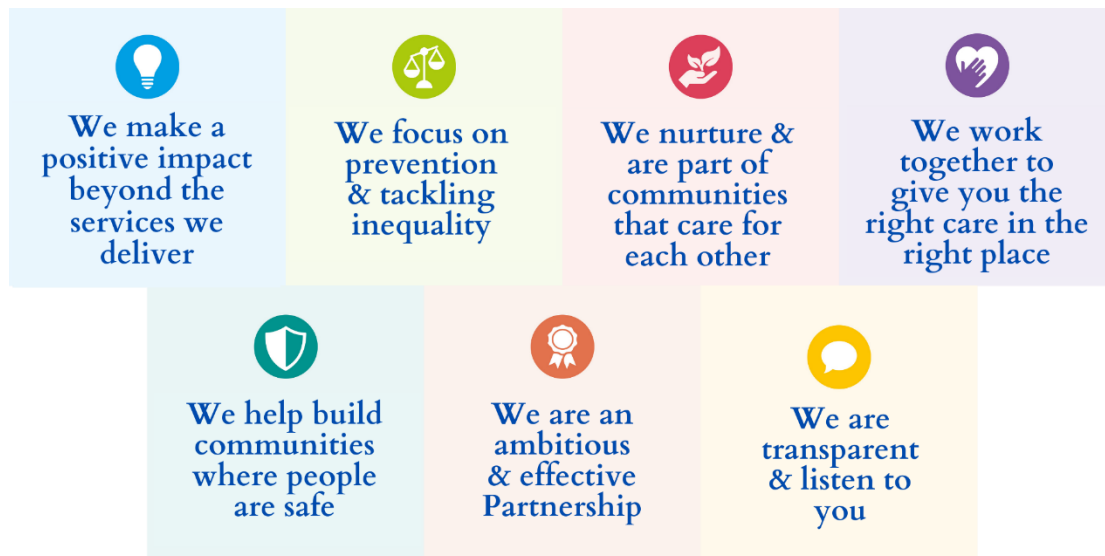 We make a
positive impact
beyond the
services we
deliver
We focus on
prevention
& tackling
inequality
We nurture &
are part of
communities
that care for
each other
We work
together to
give you the
right care in the
right place
We help build
communities
where people
are safe
We are an
ambitious
& effective
Partnership
We are
transparent
& listen to
you